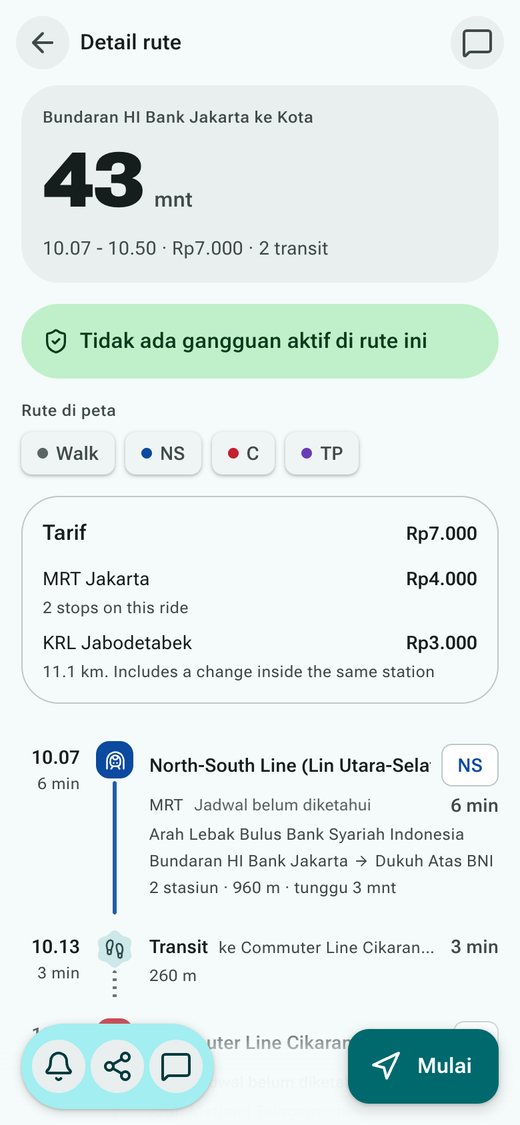 Detail rute
Bundaran HI Bank Jakarta ke Kota
43 mnt
10.07 - 10.50 · Rp7.000 · 2 transit
Tidak ada gangguan aktif di rute ini
Rute di peta
Walk NS C TP
Tarif Rp7.000
MRT Jakarta Rp4.000
2 stops on this ride
KRL Jabodetabek Rp3.000
11.1 km. Includes a change inside the same station
10.07 North-South Line (Lin Utara-Sela NS
6 min
MRT Jadwal belum diketahui 6 min
Arah Lebak Bulus Bank Syariah Indonesia
Bundaran HI Bank Jakarta → Dukuh Atas BNI
2 stasiun · 960 m · tunggu 3 mnt
10.13 Transit ke Commuter Line Cikaran... 3 min
3 min 260 m
uter Line Cikaran
Mulai